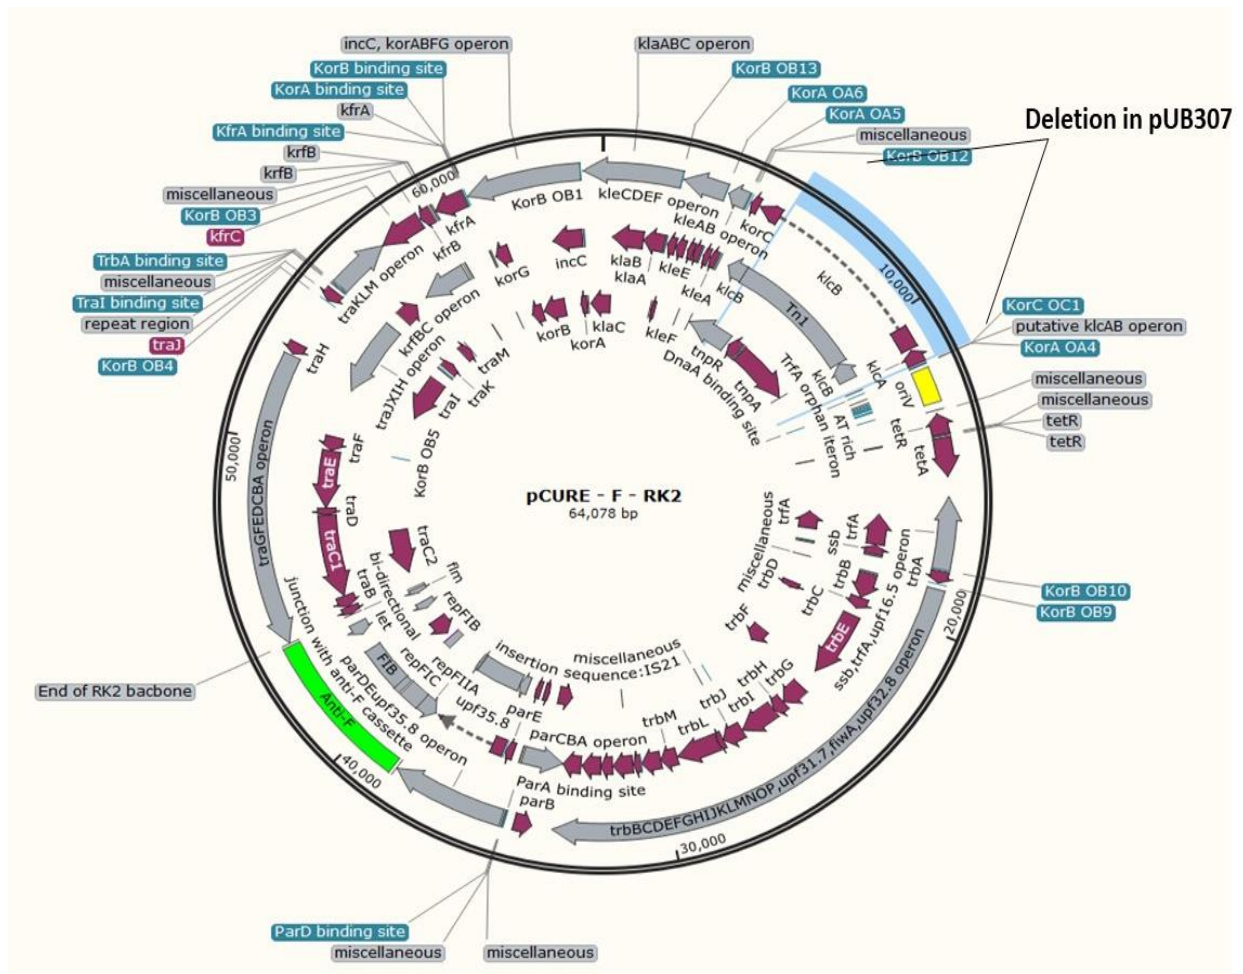 incC, korABFG operon
klaABC operon
KorB binding site
KorB OB13
KorA binding site
KorA OA6
kfrA
KorA OA5
Deletion in pUB307
KfrA binding site
miscellaneous
krfB
KorB OB12
krfB
miscellaneous
KorB OB3
kfrC
TrbA binding site
miscellaneous
TraI binding site
repeat region
traJ
KorB OB4
KorC OC1
putative klcAB operon
KorA OA4
miscellaneous
miscellaneous
tetR
tetR
KorB OB10
KorB OB9
End of RK2 backbone
ParD binding site
miscellaneous
miscellaneous
60,000
10,000
20,000
30,000
40,000
50,000
KorB OB1
kleCDEF operon
kleAB operon
korC
klcB
Tn1
klcB
klcB
klcA
oriV
tetR
tetA
kfrA
kfrB
traKLM operon
korG
incC
klaB
klaA
kleE
kleA
krfBC operon
korB
korA
klaC
kleF
tnpR
tnpA
DnaA binding site
TrfA orphan iteron
AT rich
traH
traJXIH operon
traM
traK
traI
KorB OB5
traF
traE
traD
traC1
traGFEDCBA operon
pCURE - F - RK2
64,078 bp
miscellaneous
trfA
trfA
ssb
trbD
trbB
trbA
trbC
trbE
trbF
ssb,trfA,upf16.5 operon
trbBCDEFGHIJKLMNOP,upf31.7,fiwA,upf32.8 operon
traC2
flm
bi-directional
traB
let
repFIB
FIB
repFIC
repFIIA
junction with anti-F cassette
Anti-F
parDEupf35.8 operon
upf35.8
insertion sequence:IS21
miscellaneous
parE
parCBA operon
ParA binding site
parB
trbM
trbL
trbJ
trbI
trbH
trbG